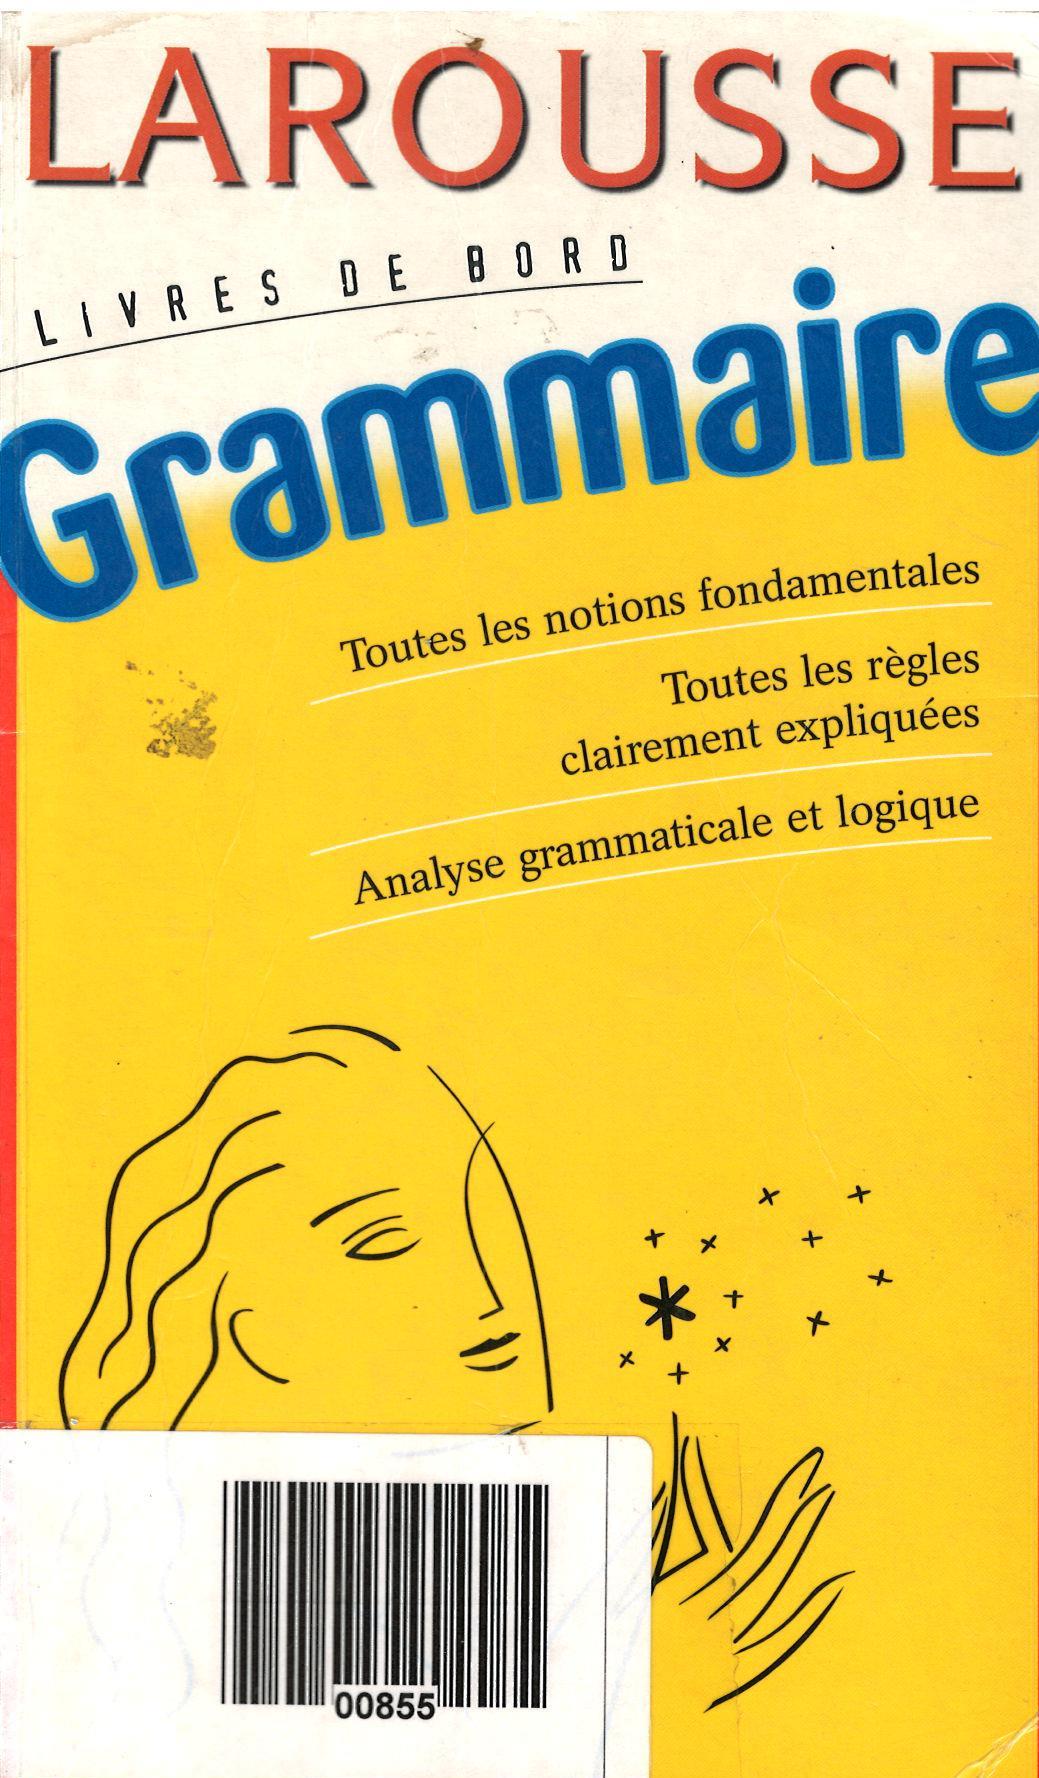 LAROUSSE
LIVRES DE BORD
Grammaire
Toutes les notions fondamentales
Toutes les règles
clairement expliquées
Analyse grammaticale et logique
00855